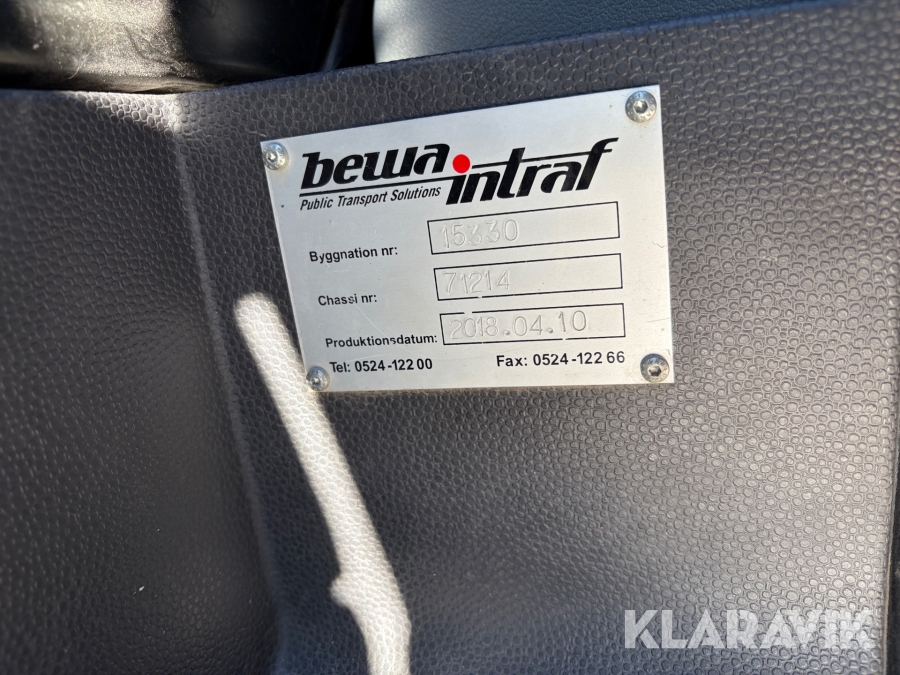 bewa intraf
Public Transport Solutions
Byggnation nr: 15330
Chassi nr: 71214
Produktionsdatum: 2018.04.10
Tel: 0524-122 00 Fax: 0524-122 66
KLARAVIK